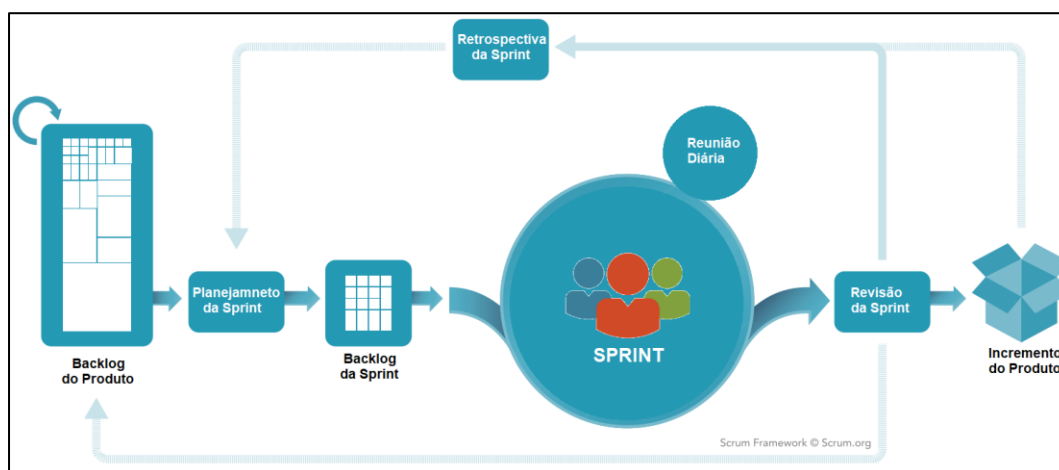 Retrospectiva
da Sprint
Reunião
Diária
Planejamneto
da Sprint
Revisão
da Sprint
SPRINT
Backlog
do Produto
Backlog
da Sprint
Incremento
do Produto
Scrum Framework © Scrum.org